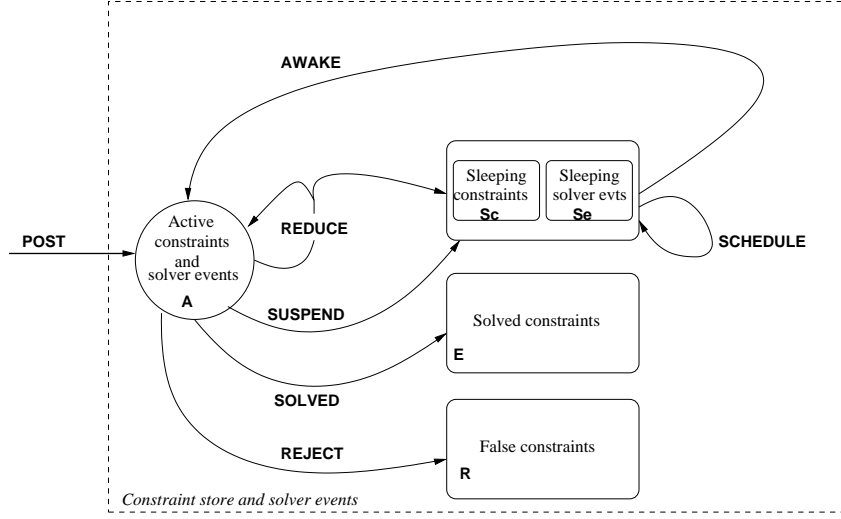 AWAKE
Sleeping
constraints
Sc
Sleeping
solver evts
Se
POST
Active
constraints
and
solver events
A
REDUCE
SCHEDULE
SUSPEND
Solved constraints
E
SOLVED
REJECT
False constraints
R
Constraint store and solver events